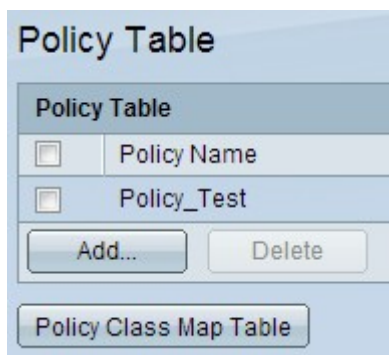 Policy Table
Policy Table
Policy Name
Policy_Test
Add... Delete
Policy Class Map Table